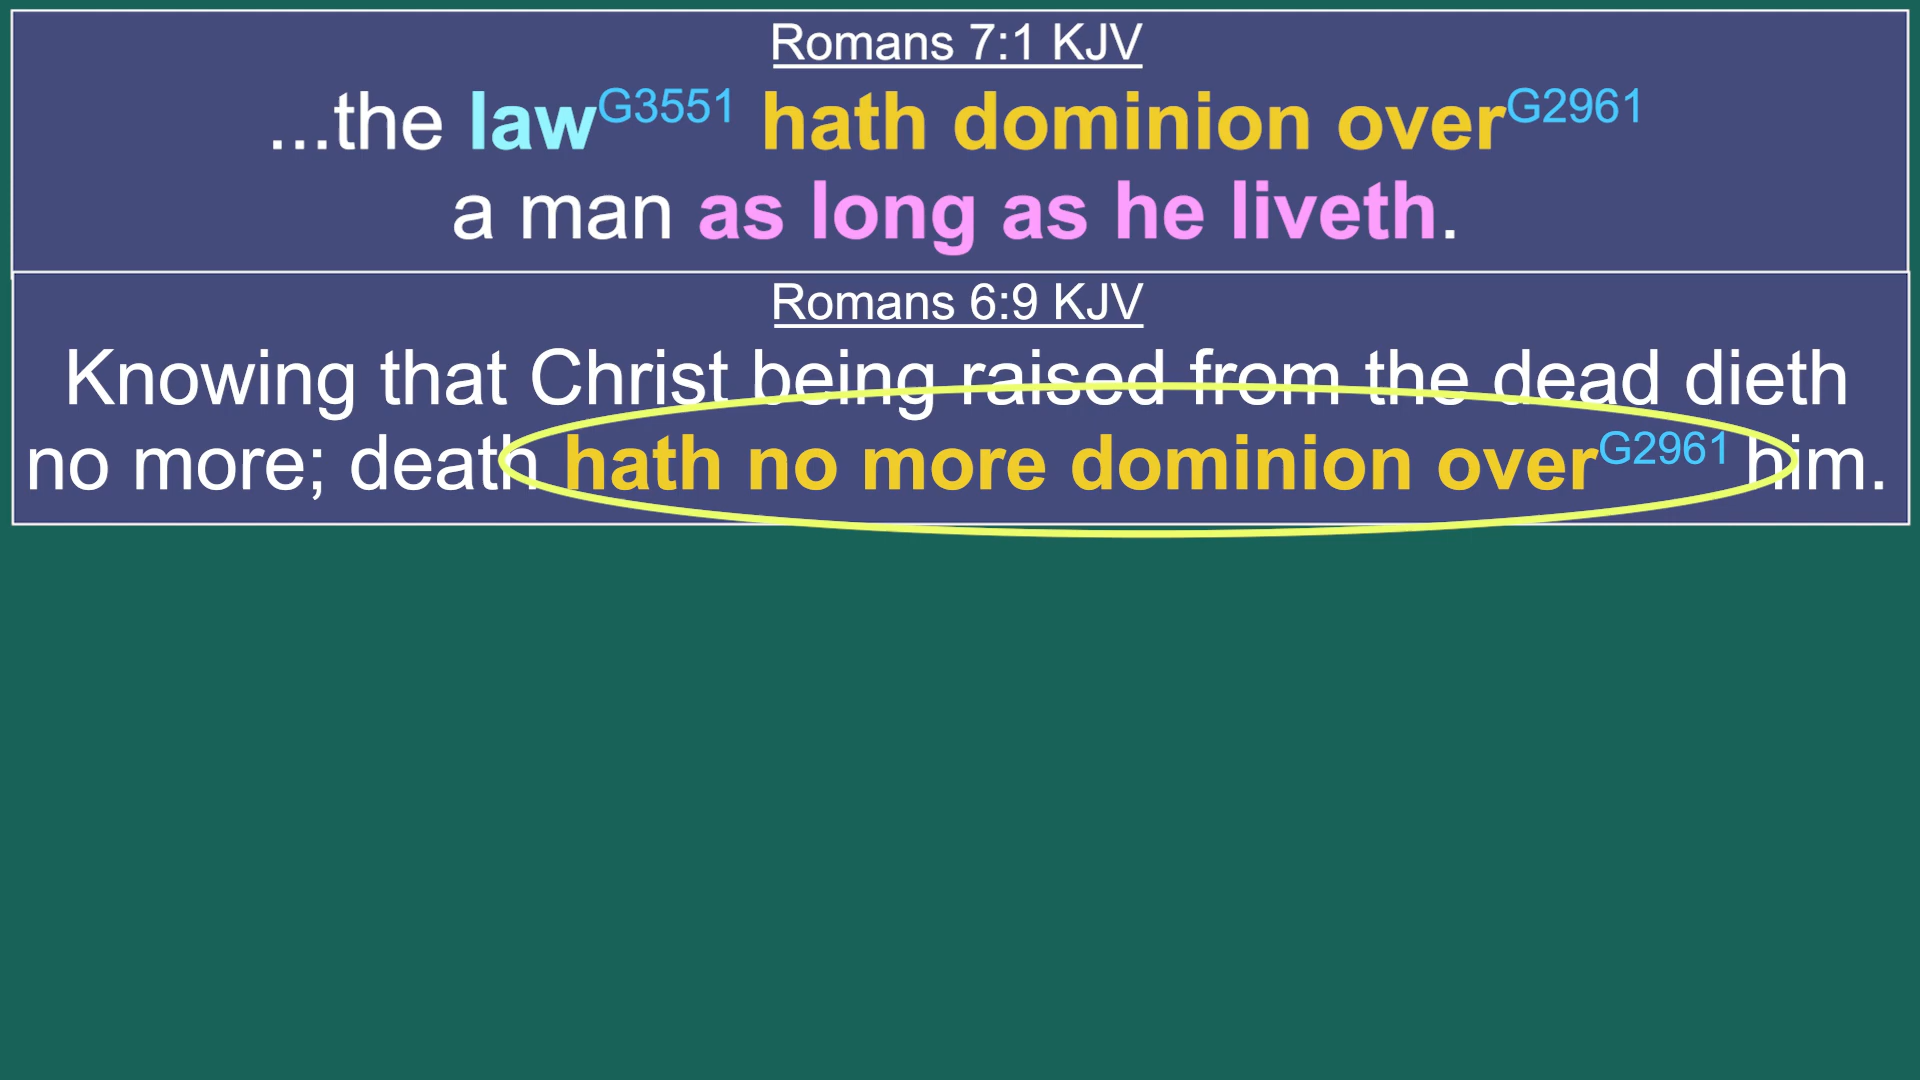 Romans 7:1 KJV
...the lawG3551 hath dominion overG2961
a man as long as he liveth.
Romans 6:9 KJV
Knowing that Christ being raised from the dead dieth
no more; death hath no more dominion overG2961 him.